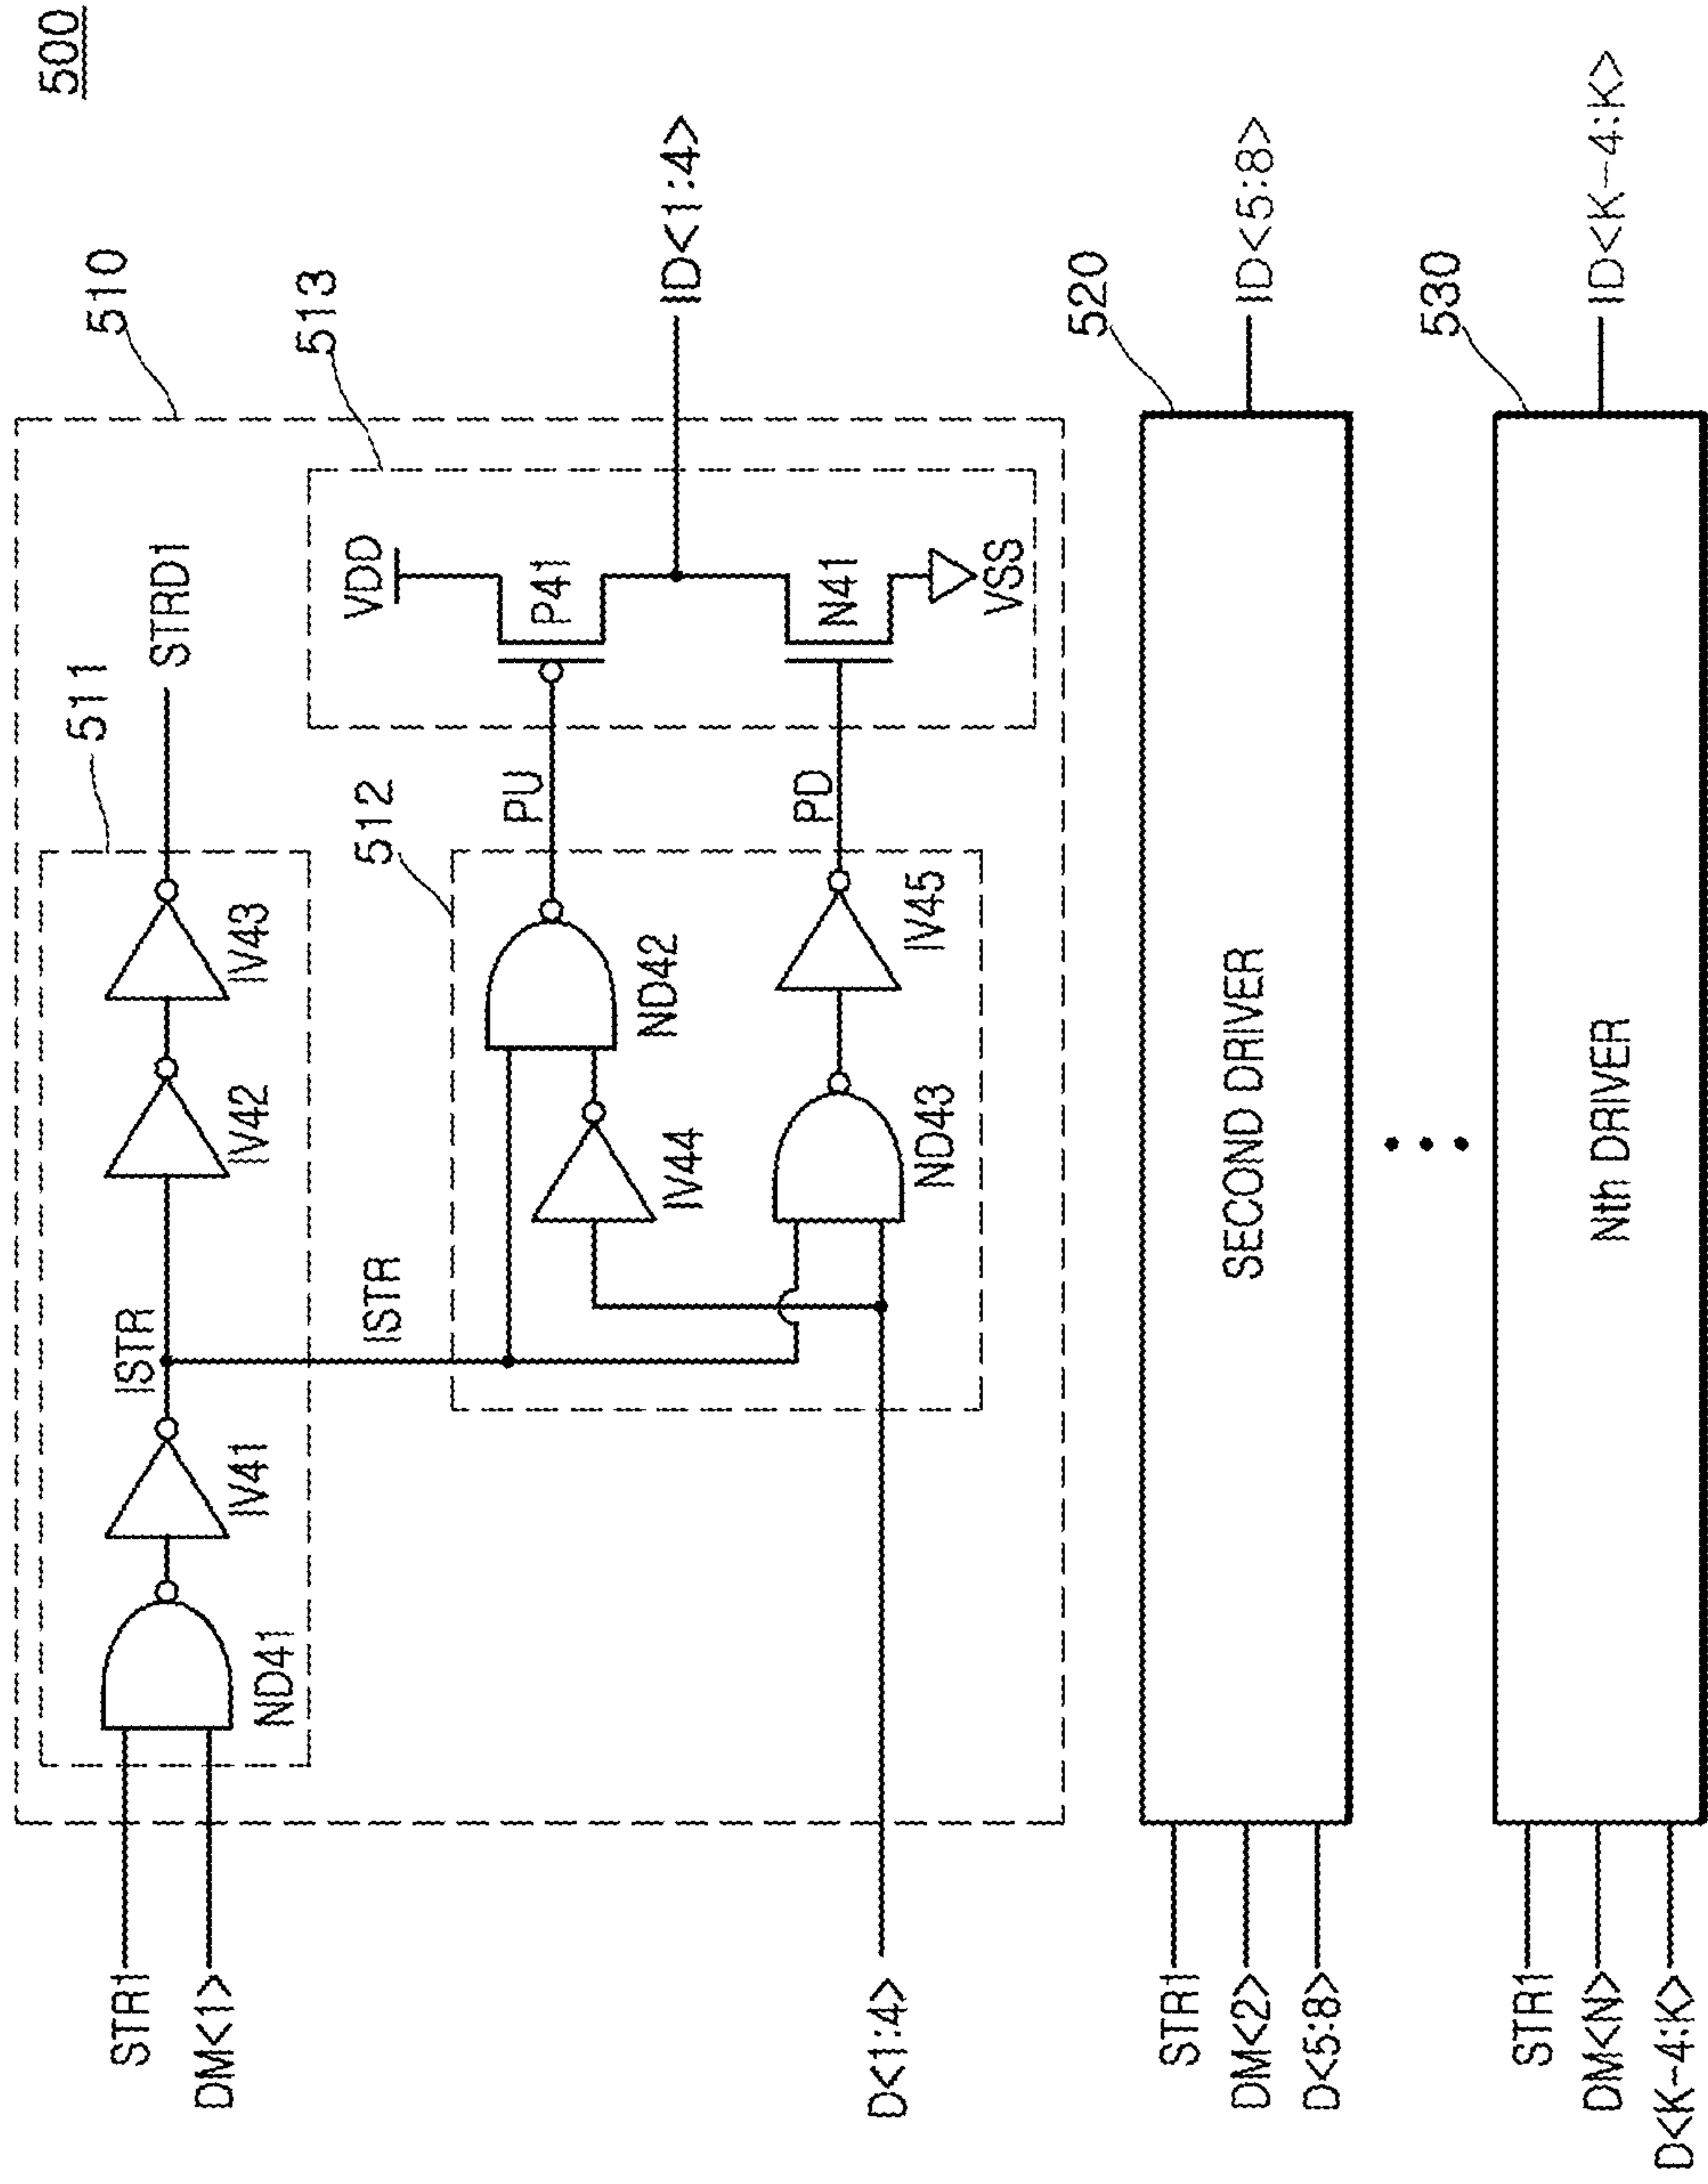 500
510
511
STR1
DM<1>
ND41
IV41
ISTR
IV42
IV43
STRD1
513
ISTR
512
VDD
PU
P41
ND42
IV44
ID<1:4>
PD
N41
ND43
IV45
D<1:4>
VSS
520
STR1
DM<2>
D<5:8>
SECOND DRIVER
ID<5:8>
530
STR1
DM<N>
D<K-4:K>
Nth DRIVER
ID<K-4:K>